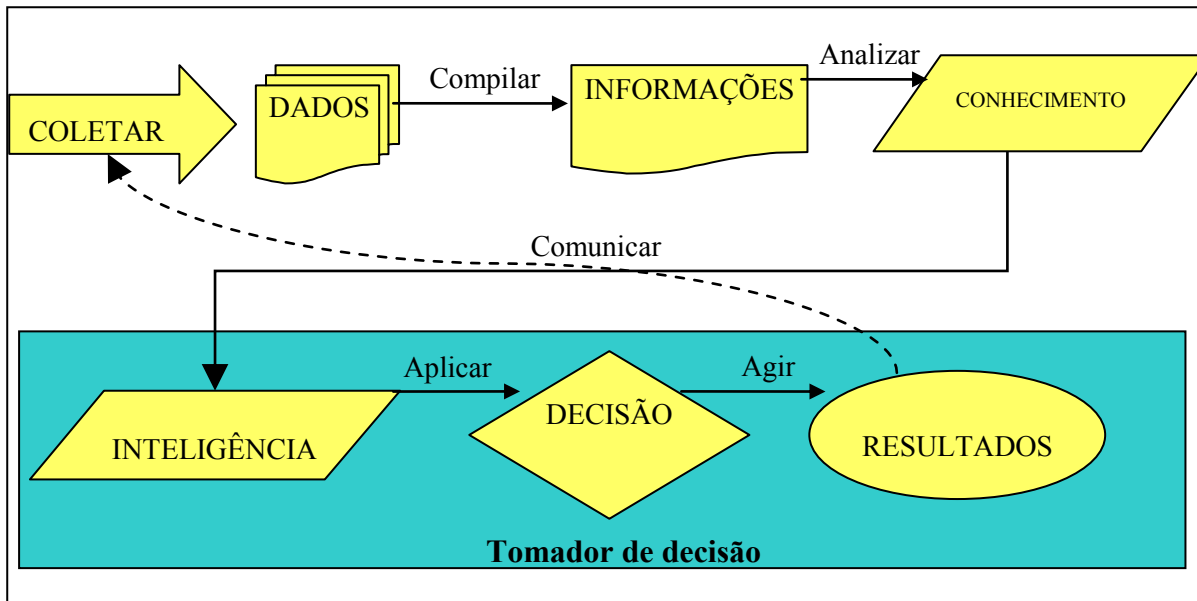 COLETAR
DADOS
Compilar
INFORMAÇÕES
Analizar
CONHECIMENTO
Comunicar
INTELIGÊNCIA
Aplicar
DECISÃO
Agir
RESULTADOS
Tomador de decisão